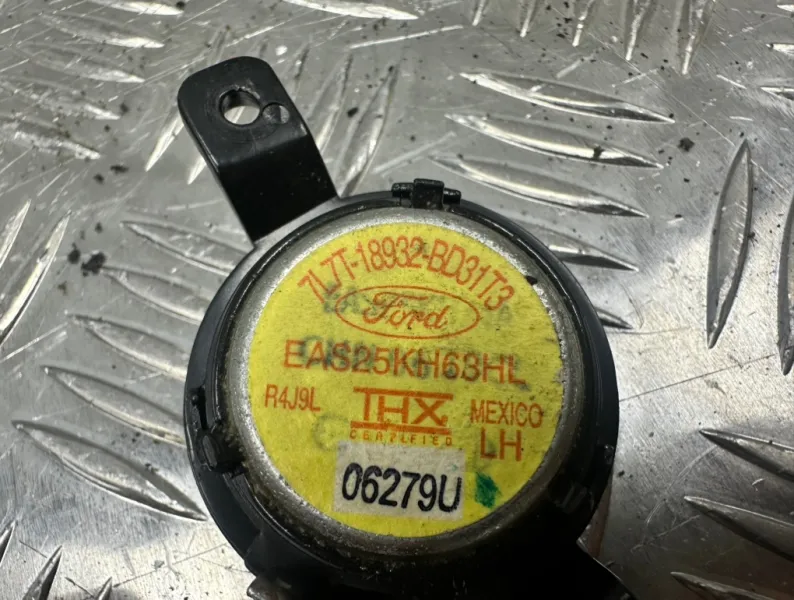 7L7T-18932-BD31T3
Ford
EAS25KH63HL
R4J9L
THX
CERTIFIED
MEXICO
LH
06279U